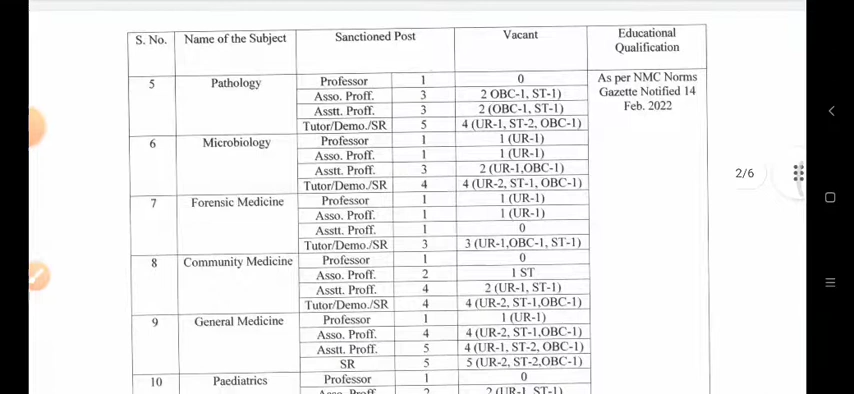 S. No. Name of the Subject Sanctioned Post Vacant Educational Qualification
5 Pathology Professor 1 0 As per NMC Norms Gazette Notified 14 Feb. 2022
Asso. Proff. 3 2 OBC-1, ST-1)
Asstt. Proff. 3 2 (OBC-1, ST-1)
Tutor/Demo./SR 5 4 (UR-1, ST-2, OBC-1)
6 Microbiology Professor 1 1 (UR-1)
Asso. Proff. 1 1 (UR-1)
Asstt. Proff. 3 2 (UR-1,OBC-1)
Tutor/Demo./SR 4 4 (UR-2, ST-1, OBC-1)
7 Forensic Medicine Professor 1 1 (UR-1)
Asso. Proff. 1 1 (UR-1)
Asstt. Proff. 1 0
Tutor/Demo./SR 3 3 (UR-1,OBC-1, ST-1)
8 Community Medicine Professor 1 0
Asso. Proff. 2 1 ST
Asstt. Proff. 4 2 (UR-1, ST-1)
Tutor/Demo./SR 4 4 (UR-2, ST-1,OBC-1)
9 General Medicine Professor 1 1 (UR-1)
Asso. Proff. 4 4 (UR-2, ST-1,OBC-1)
Asstt. Proff. 5 4 (UR-1, ST-2, OBC-1)
SR 5 5 (UR-2, ST-2,OBC-1)
10 Paediatrics Professor 1 0
Asso. Proff. 2 2 (UR-1, ST-1)
2/6